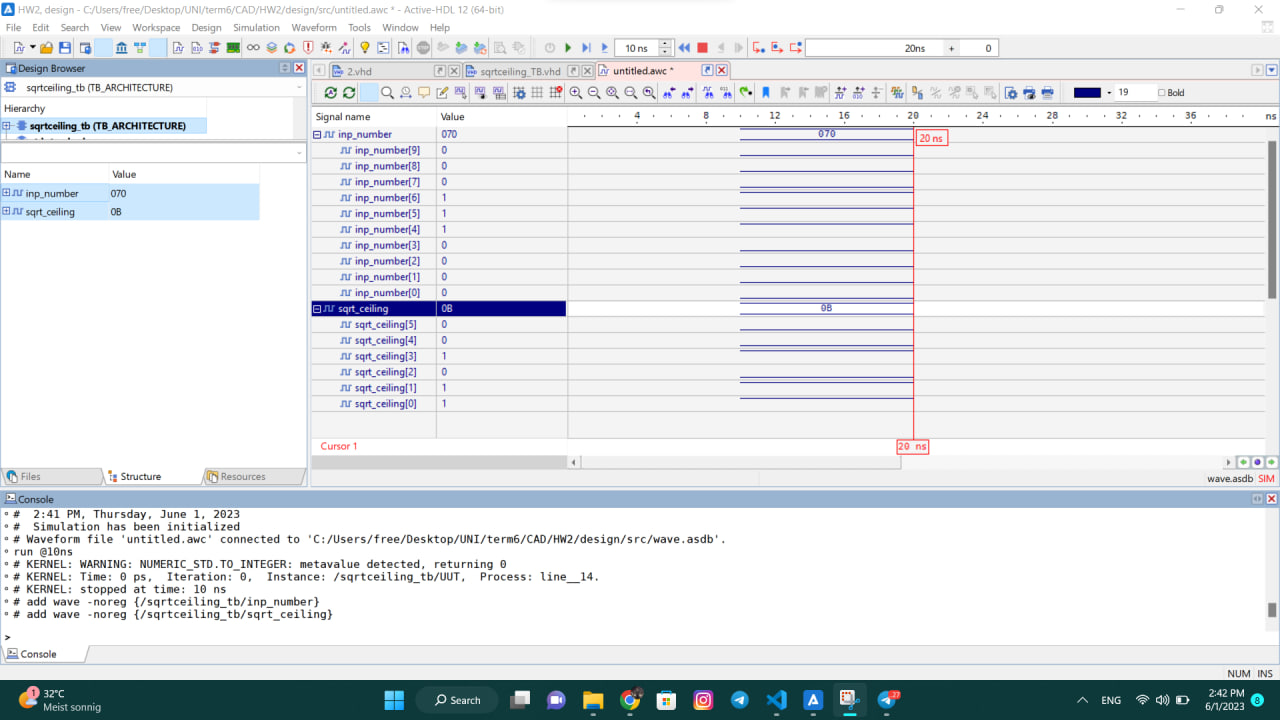 HW2, design - C:/Users/free/Desktop/UNI/term6/CAD/HW2/design/src/untitled.awc * - Active-HDL 12 (64-bit)
File Edit Search View Workspace Design Simulation Waveform Tools Window Help
10 ns
20ns + 0
Design Browser
sqrtceiling_tb (TB_ARCHITECTURE)
Hierarchy
sqrtceiling_tb (TB_ARCHITECTURE)
Name Value
inp_number 070
sqrt_ceiling 0B
Files Structure Resources
2.vhd sqrtceiling_TB.vhd untitled.awc *
19 Bold
Signal name Value 4 8 12 16 20 24 28 32 36 ns
inp_number 070 070 20 ns
inp_number[9] 0
inp_number[8] 0
inp_number[7] 0
inp_number[6] 1
inp_number[5] 1
inp_number[4] 1
inp_number[3] 0
inp_number[2] 0
inp_number[1] 0
inp_number[0] 0
sqrt_ceiling 0B 0B
sqrt_ceiling[5] 0
sqrt_ceiling[4] 0
sqrt_ceiling[3] 1
sqrt_ceiling[2] 0
sqrt_ceiling[1] 1
sqrt_ceiling[0] 1
Cursor 1 20 ns
wave.asdb SIM
Console
# 2:41 PM, Thursday, June 1, 2023
# Simulation has been initialized
# Waveform file 'untitled.awc' connected to 'C:/Users/free/Desktop/UNI/term6/CAD/HW2/design/src/wave.asdb'.
run @10ns
# KERNEL: WARNING: NUMERIC_STD.TO_INTEGER: metavalue detected, returning 0
# KERNEL: Time: 0 ps, Iteration: 0, Instance: /sqrtceiling_tb/UUT, Process: line__14.
# KERNEL: stopped at time: 10 ns
# add wave -noreg {/sqrtceiling_tb/inp_number}
# add wave -noreg {/sqrtceiling_tb/sqrt_ceiling}
>
Console
NUM INS
1 32°C
Meist sonnig
Search
27
ENG
2:42 PM
6/1/2023
8